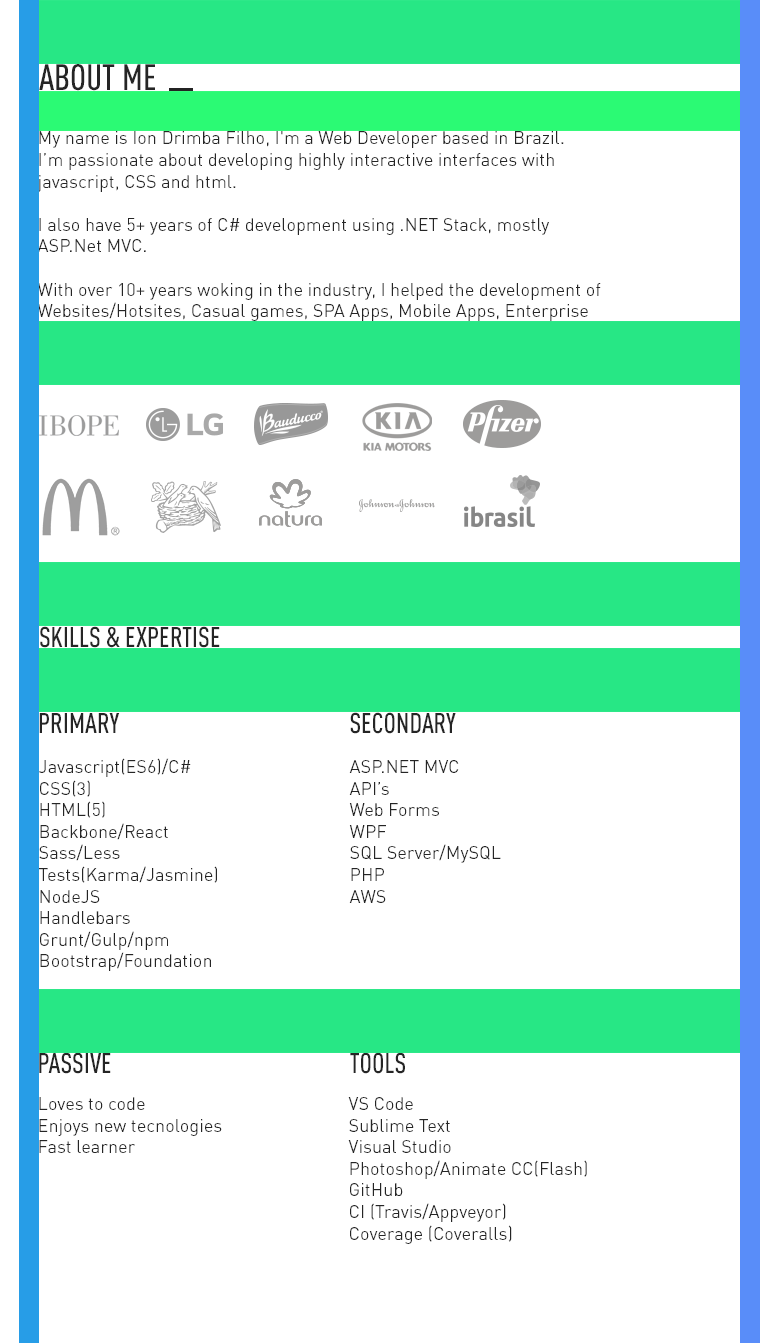 ABOUT ME _
My name is Ion Drimba Filho, I'm a Web Developer based in Brazil.
I'm passionate about developing highly interactive interfaces with
javascript, CSS and html.
I also have 5+ years of C# development using .NET Stack, mostly
ASP.Net MVC.
With over 10+ years woking in the industry, I helped the development of
Websites/Hotsites, Casual games, SPA Apps, Mobile Apps, Enterprise
IBOPE
LG
Bauducco
KIA
KIA MOTORS
Pfizer
natura
Johnson & Johnson
ibrasil
SKILLS & EXPERTISE
PRIMARY
Javascript(ES6)/C#
CSS(3)
HTML(5)
Backbone/React
Sass/Less
Tests(Karma/Jasmine)
NodeJS
Handlebars
Grunt/Gulp/npm
Bootstrap/Foundation
SECONDARY
ASP.NET MVC
API's
Web Forms
WPF
SQL Server/MySQL
PHP
AWS
PASSIVE
Loves to code
Enjoys new tecnologies
Fast learner
TOOLS
VS Code
Sublime Text
Visual Studio
Photoshop/Animate CC(Flash)
GitHub
CI (Travis/Appveyor)
Coverage (Coveralls)